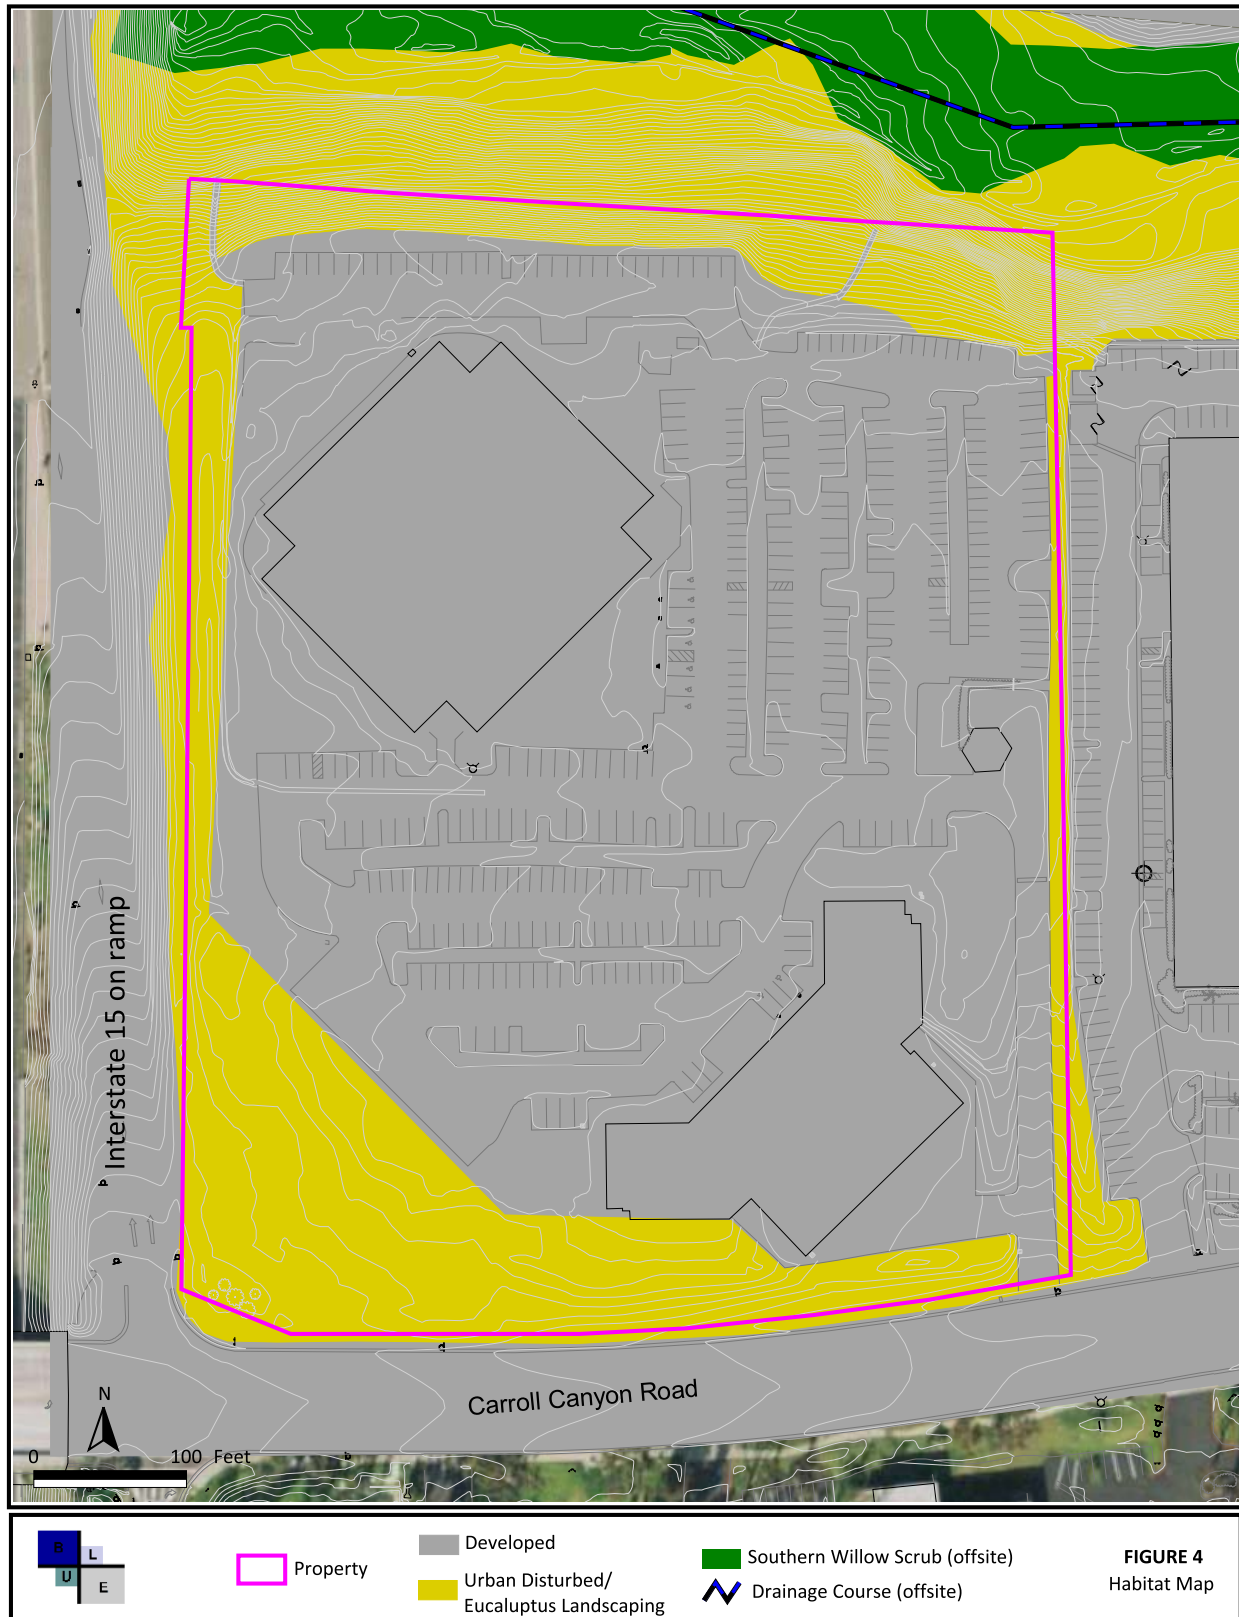 Interstate 15 on ramp
Carroll Canyon Road
N
0 100 Feet
R
L
U
E
Property
Developed
Urban Disturbed/
Eucaluptus Landscaping
Southern Willow Scrub (offsite)
Drainage Course (offsite)
FIGURE 4
Habitat Map